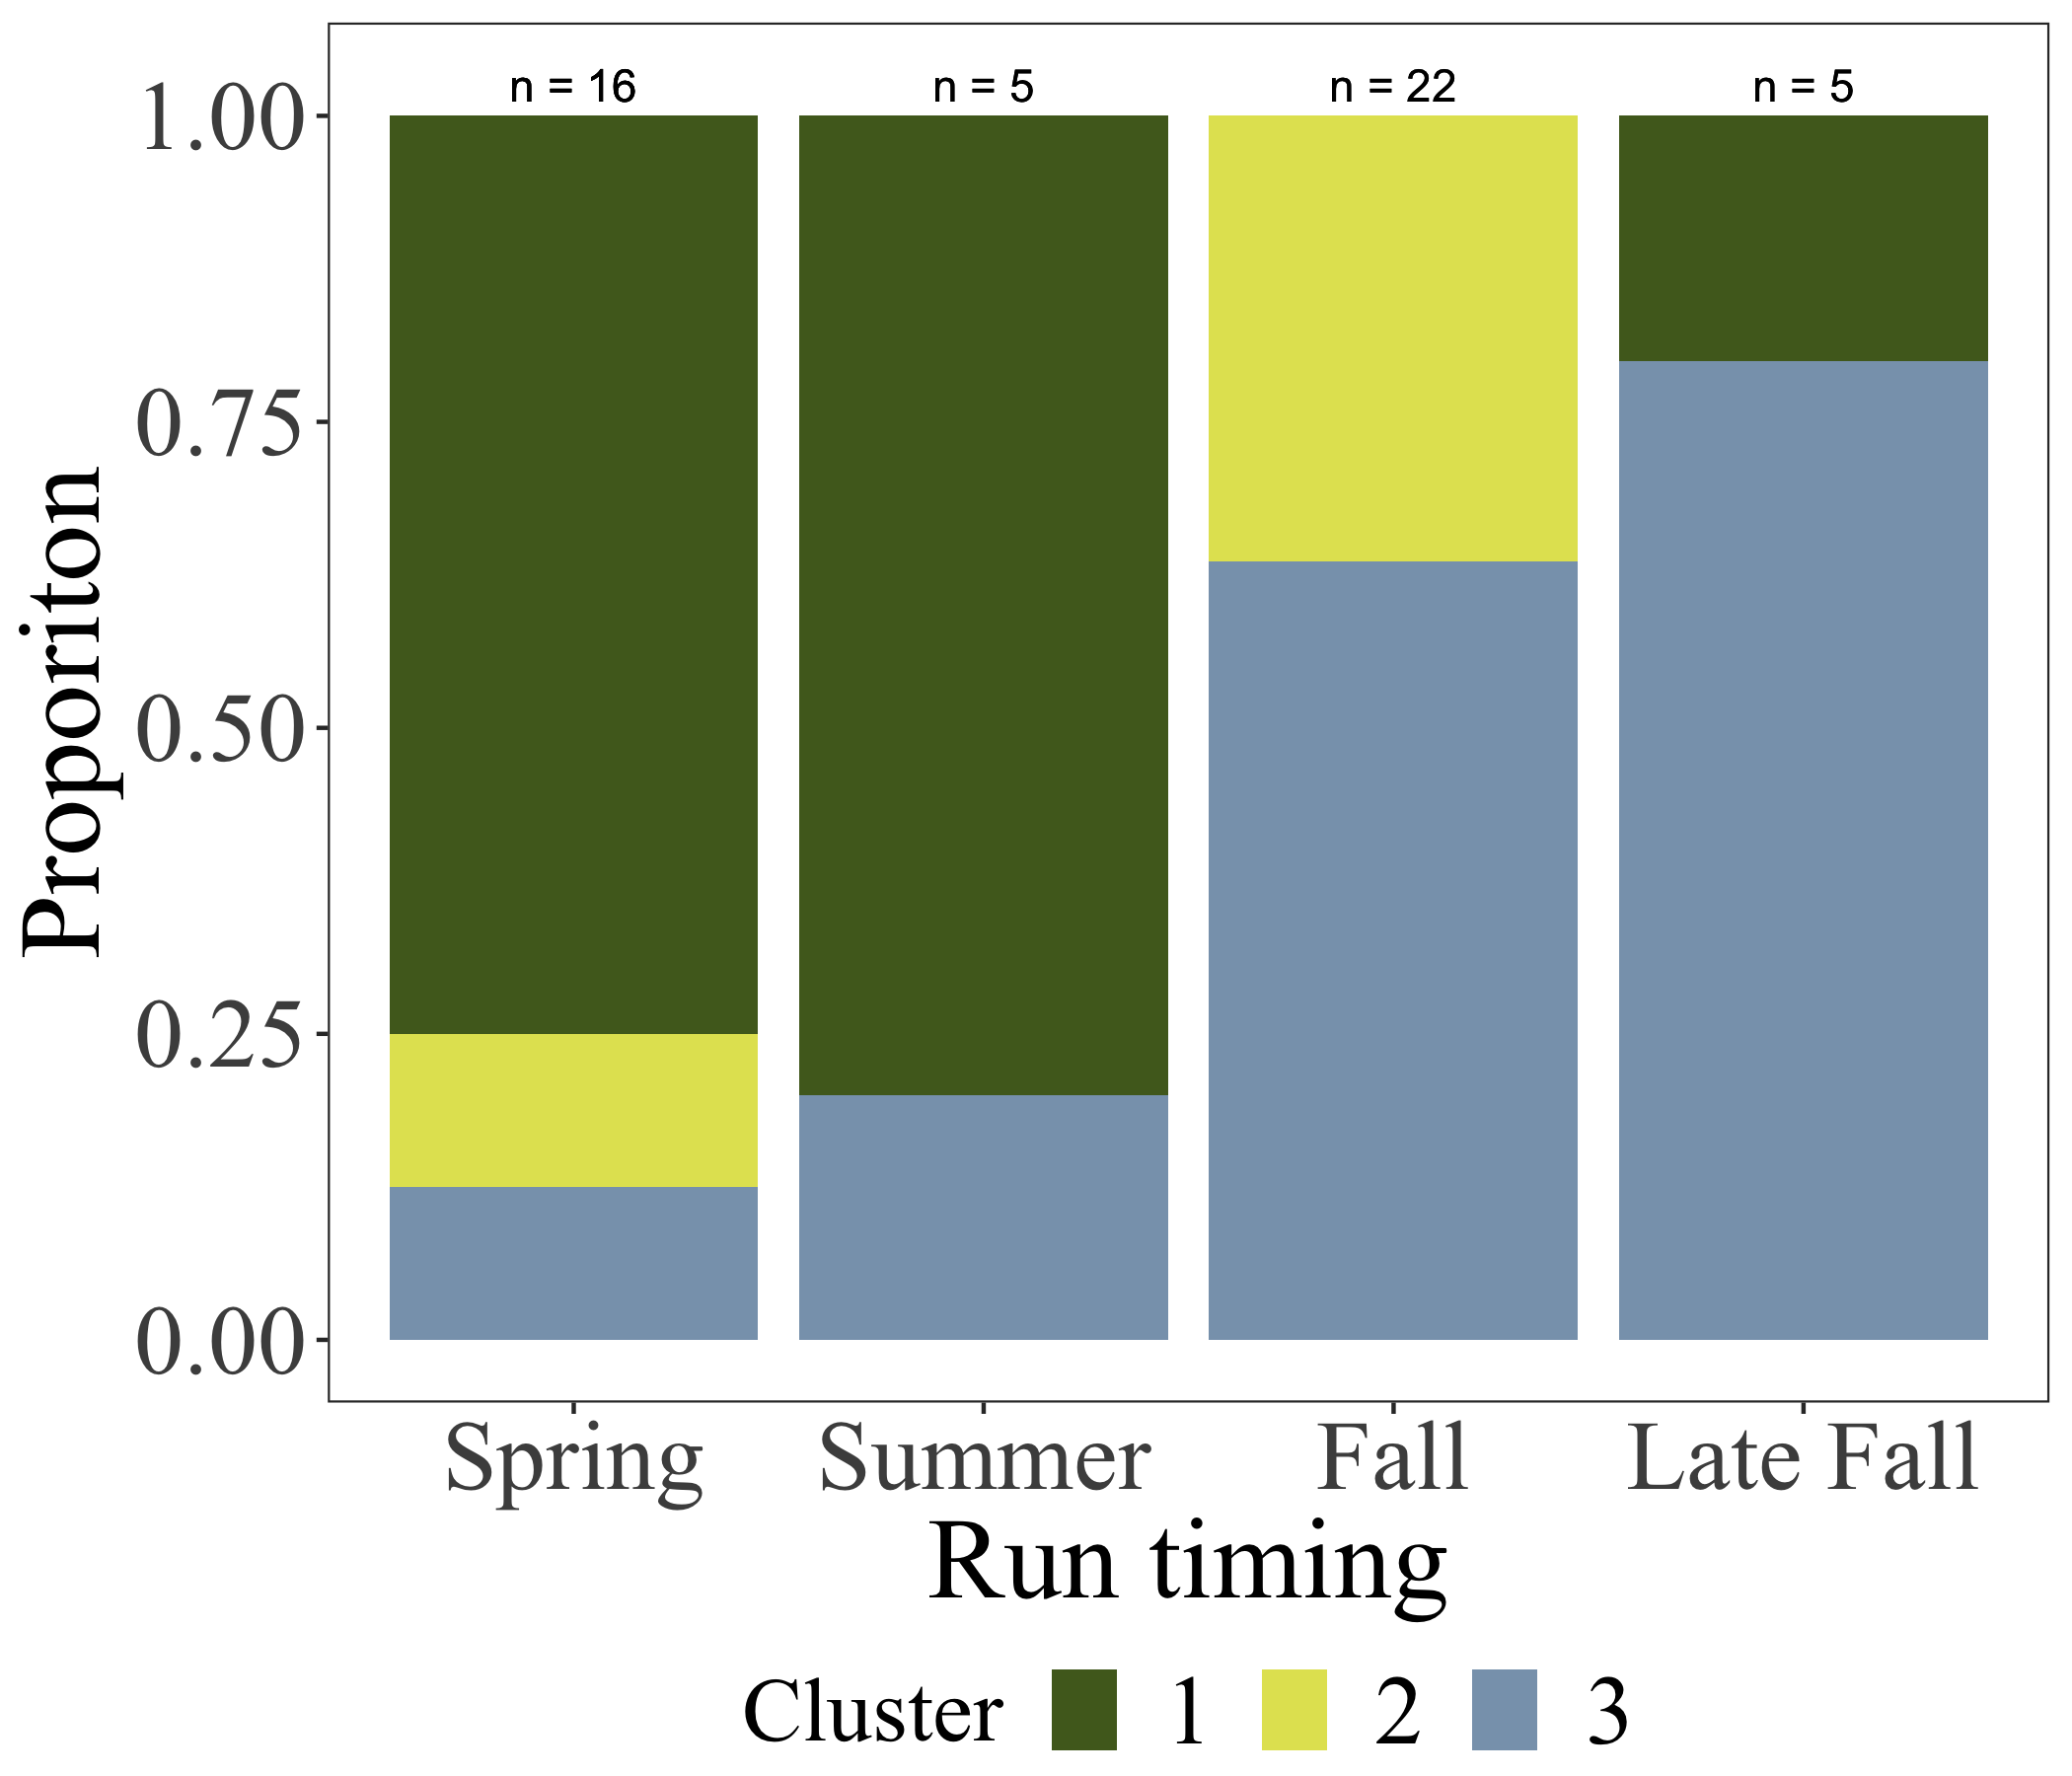 n = 16 n = 5 n = 22 n = 5
1.00
0.75
0.50
0.25
0.00
Proporiton
Spring Summer Fall Late Fall
Run timing
Cluster 1 2 3